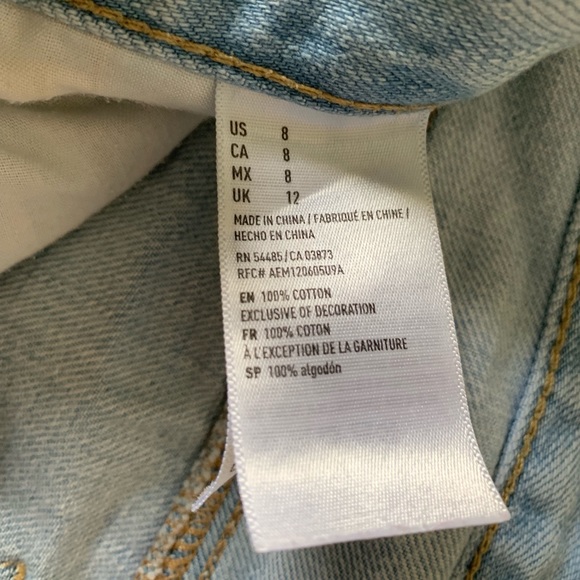 US 8
CA 8
MX 8
UK 12
MADE IN CHINA / FABRIQUÉ EN CHINE /
HECHO EN CHINA
RN 54485/CA 03873
RFC# AEM120605U9A
EN 100% COTTON
EXCLUSIVE OF DECORATION
FR 100% COTON
À L'EXCEPTION DE LA GARNITURE
SP 100% algodón